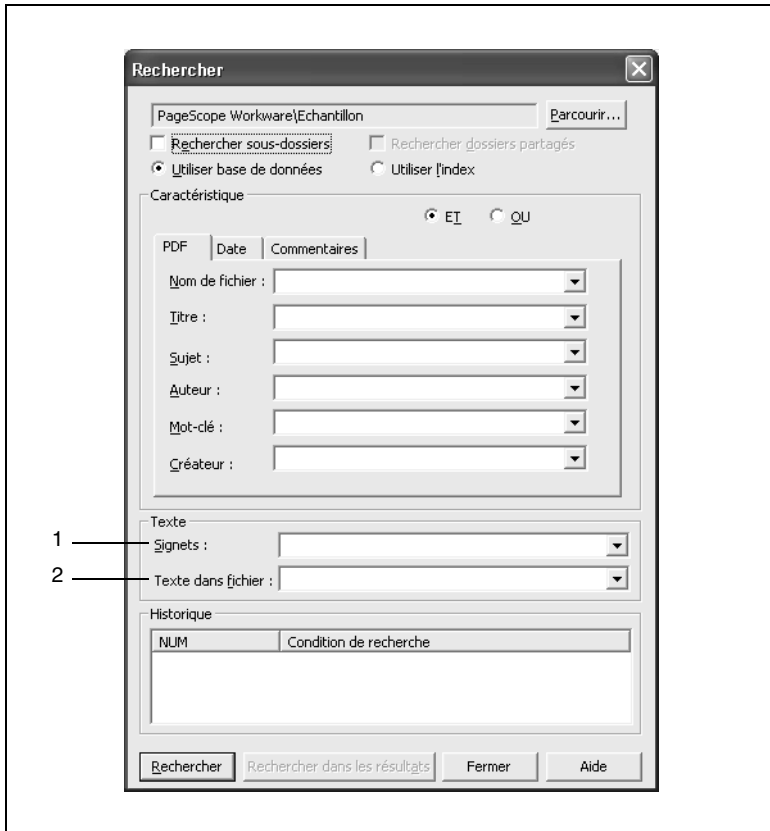 Rechercher
PageScope Workware\Echantillon Parcourir...
Rechercher sous-dossiers Rechercher dossiers partagés
Utiliser base de données Utiliser l'index
Caractéristique
ET OU
PDF Date Commentaires
Nom de fichier :
Titre :
Sujet :
Auteur :
Mot-clé :
Créateur :
Texte
1 Signets :
2 Texte dans fichier :
Historique
NUM Condition de recherche
Rechercher Rechercher dans les résultats Fermer Aide